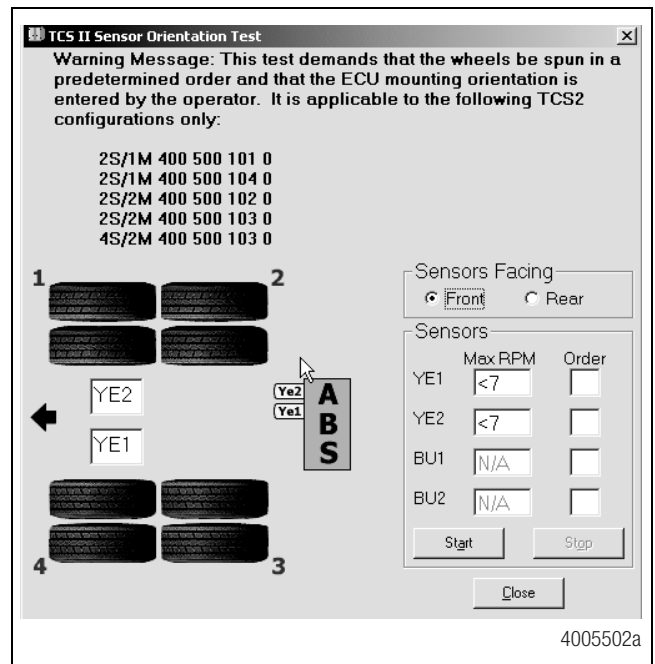 TCS II Sensor Orientation Test
Warning Message: This test demands that the wheels be spun in a
predetermined order and that the ECU mounting orientation is
entered by the operator. It is applicable to the following TCS2
configurations only:
2S/1M 400 500 101 0
2S/1M 400 500 104 0
2S/2M 400 500 102 0
2S/2M 400 500 103 0
4S/2M 400 500 103 0
1
2
YE2
YE1
Ye2
Ye1
A
B
S
4
3
Sensors Facing
Front Rear
Sensors
Max RPM Order
YE1 <7
YE2 <7
BU1 N/A
BU2 N/A
Start Stop
Close
4005502a